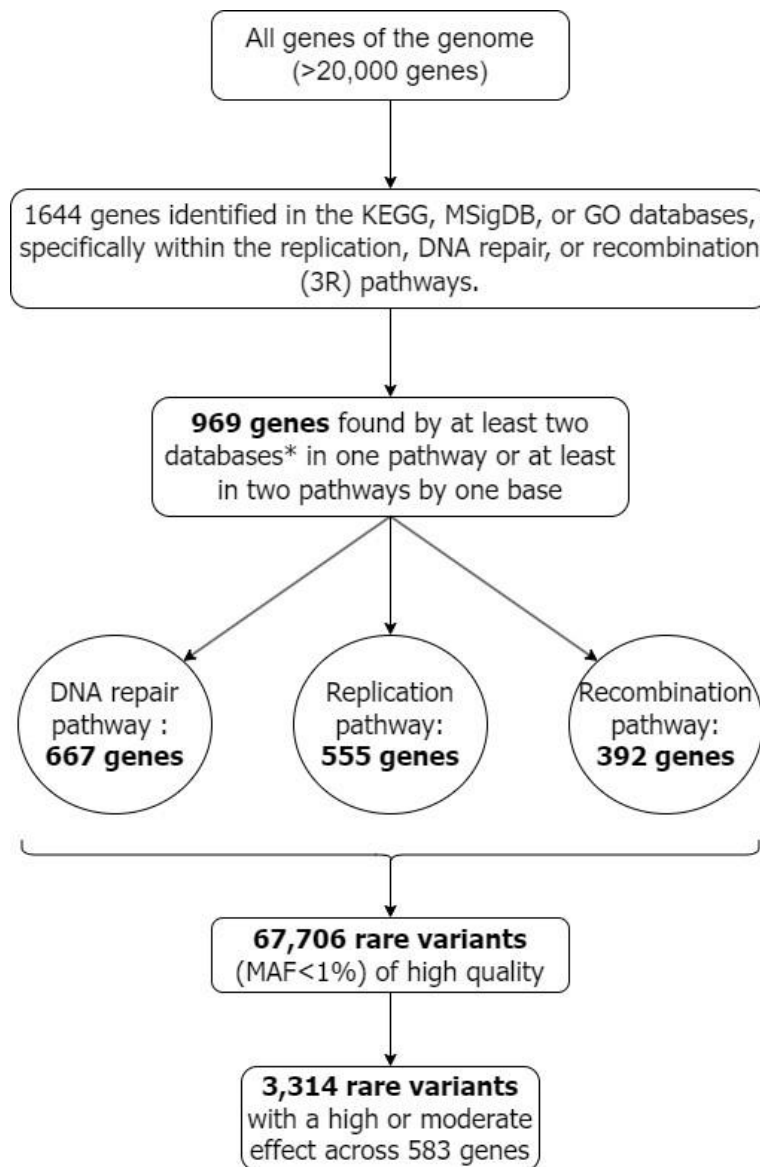 All genes of the genome
(>20,000 genes)
1644 genes identified in the KEGG, MSigDB, or GO databases,
specifically within the replication, DNA repair, or recombination
(3R) pathways.
969 genes found by at least two
databases* in one pathway or at least
in two pathways by one base
DNA repair
pathway :
667 genes
Replication
pathway:
555 genes
Recombination
pathway:
392 genes
67,706 rare variants
(MAF<1%) of high quality
3,314 rare variants
with a high or moderate
effect across 583 genes